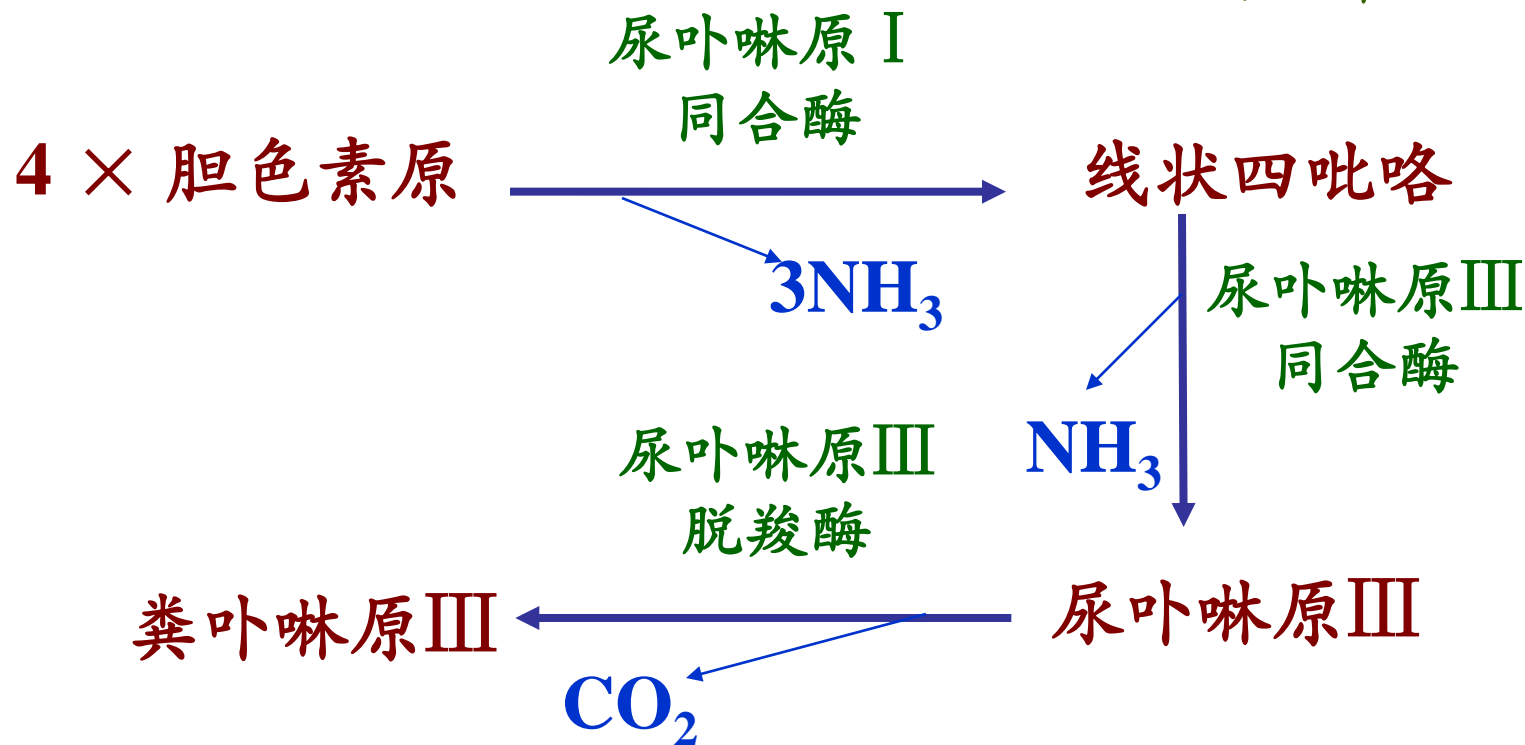 尿卟啉原Ⅰ
同合酶
4 × 胆色素原
线状四吡咯
3NH₃
尿卟啉原Ⅲ
同合酶
NH₃
尿卟啉原Ⅲ
脱羧酶
粪卟啉原Ⅲ
尿卟啉原Ⅲ
CO₂